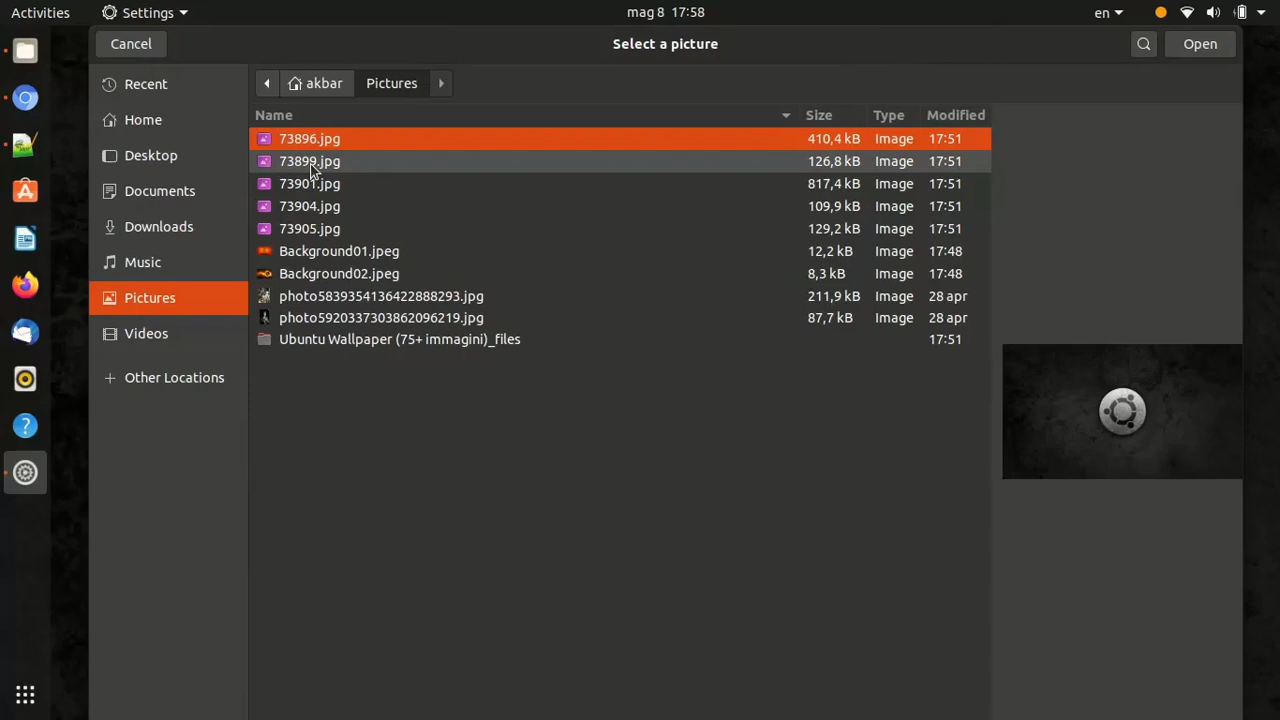 Activities Settings mag 8 17:58 en
Cancel Select a picture Open
Recent
Home
Desktop
Documents
Downloads
Music
Pictures
Videos
Other Locations
akbar Pictures
Name Size Type Modified
73896.jpg 410,4 kB Image 17:51
73899.jpg 126,8 kB Image 17:51
73901.jpg 817,4 kB Image 17:51
73904.jpg 109,9 kB Image 17:51
73905.jpg 129,2 kB Image 17:51
Background01.jpeg 12,2 kB Image 17:48
Background02.jpeg 8,3 kB Image 17:48
photo5839354136422888293.jpg 211,9 kB Image 28 apr
photo5920337303862096219.jpg 87,7 kB Image 28 apr
Ubuntu Wallpaper (75+ immagini)_files 17:51